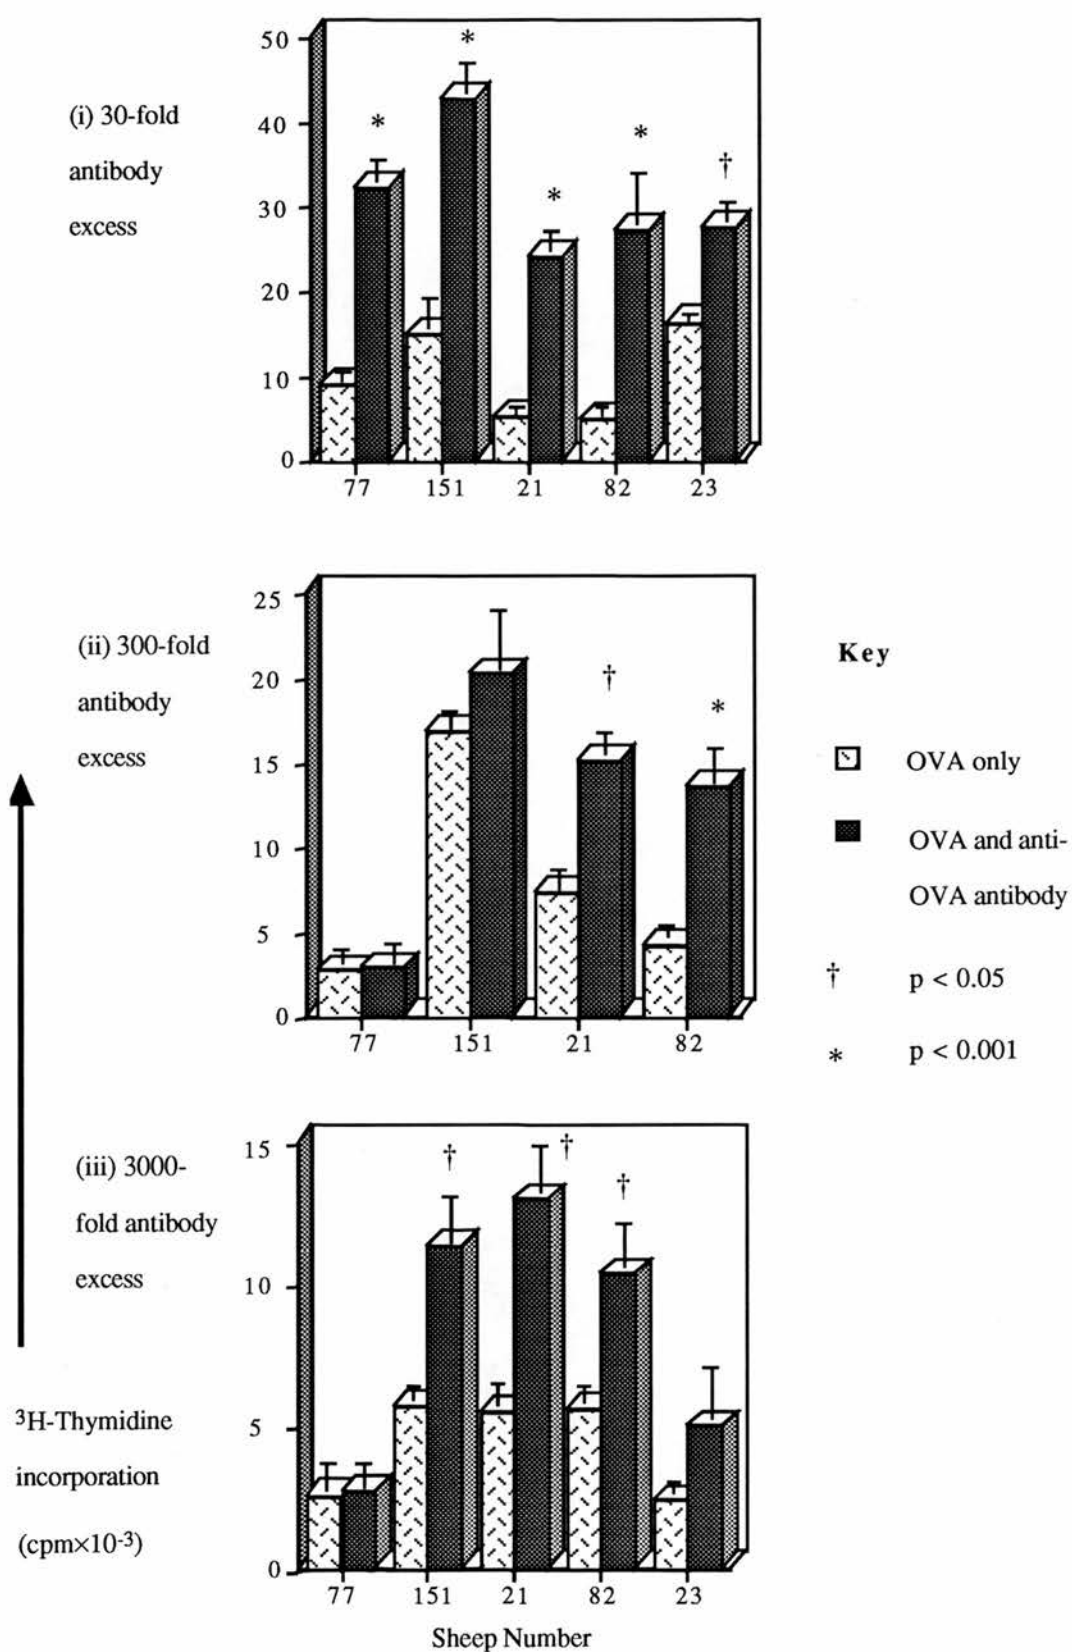 (i) 30-fold
antibody
excess
50
40
30
20
10
0
*
*
*
*
†
77 151 21 82 23
(ii) 300-fold
antibody
excess
25
20
15
10
5
0
†
*
77 151 21 82
Key
OVA only
OVA and anti-
OVA antibody
† p < 0.05
* p < 0.001
(iii) 3000-
fold antibody
excess
15
10
5
0
†
†
†
77 151 21 82 23
Sheep Number
³H-Thymidine
incorporation
(cpm×10⁻³)